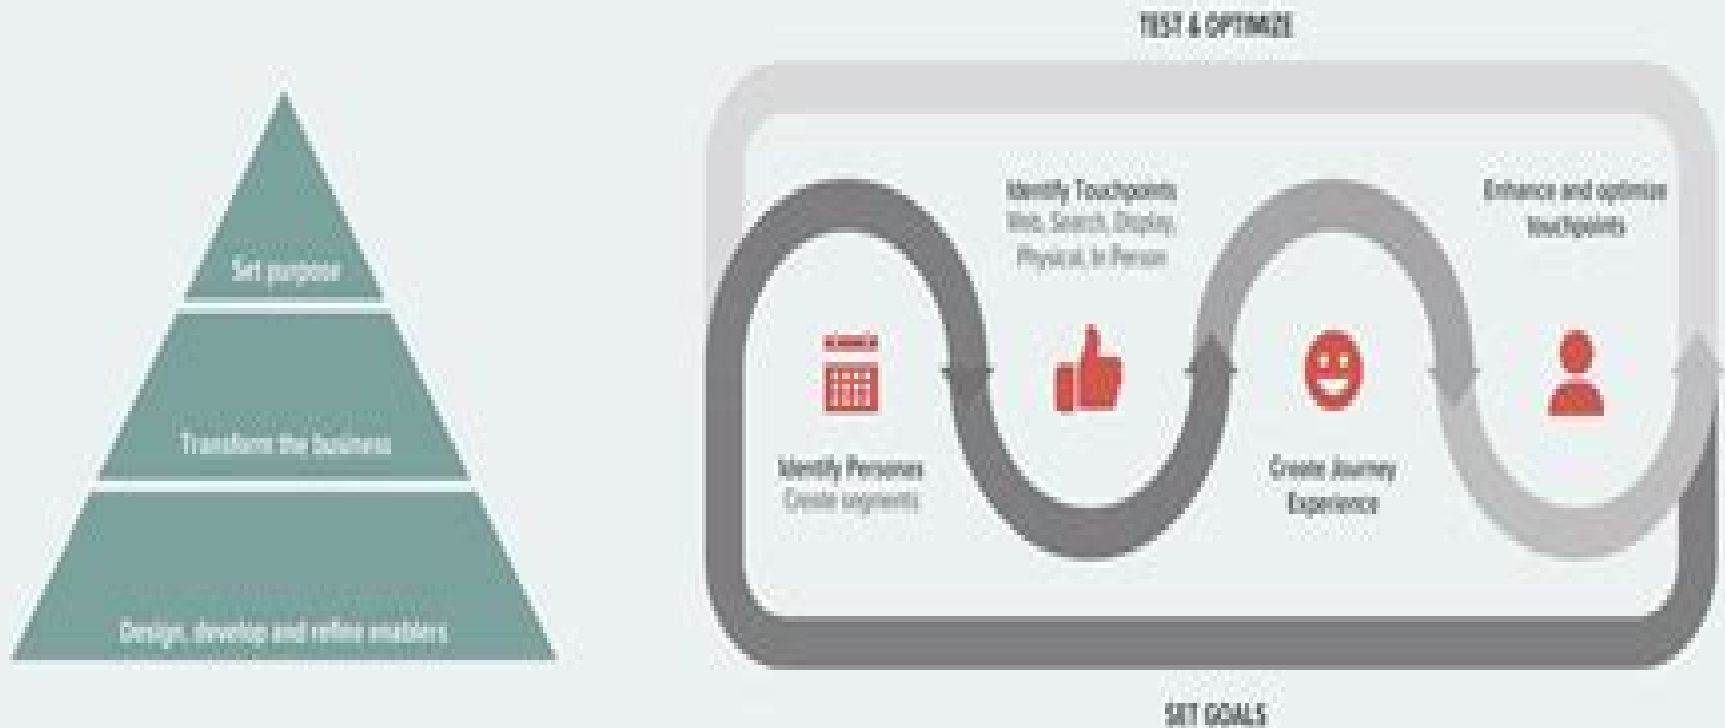 Set purpose
Transform the business
Design, develop and refine enablers
TEST & OPTIMIZE
Identify Personas
Create segments
Identify Touchpoints
Web, Search, Display,
Physical, In Person
Create Journey
Experience
Enhance and optimize
touchpoints
SET GOALS